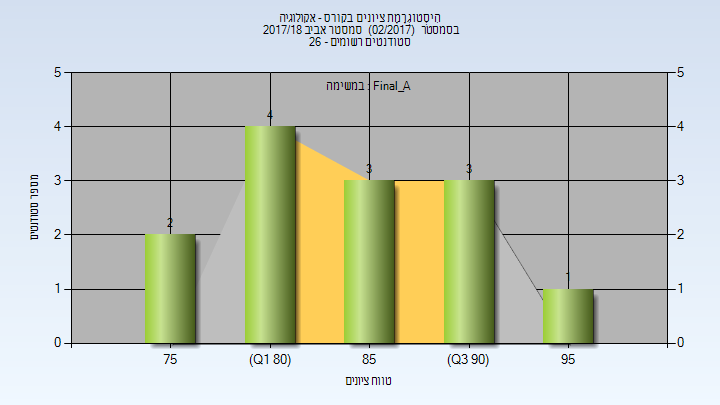 היסטוגרמת ציונים בקורס - אקולוגיה
בסמסטר (02/2017) סמסטר אביב 2017/18
סטודנטים רשומים - 26
במשימה : Final_A
מספר סטודנטים
5 5
4 4
3 3
2 2
1 1
0 0
2 4 3 3 1
75 (Q1 80) 85 (Q3 90) 95
טווח ציונים